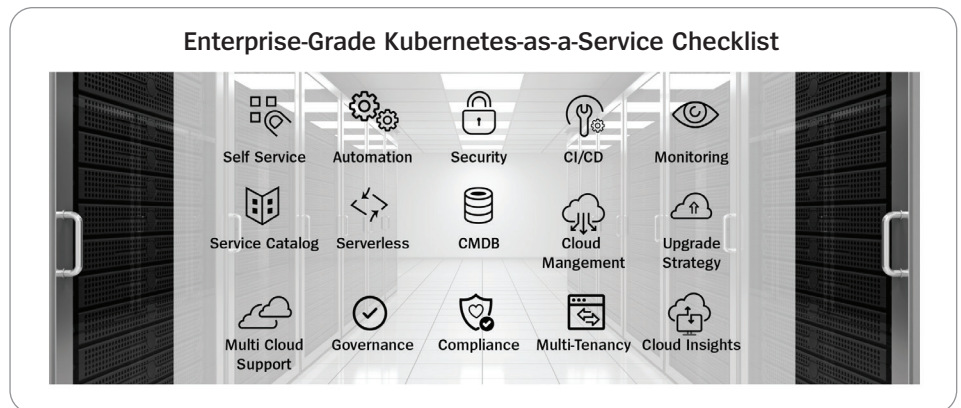 Enterprise-Grade Kubernetes-as-a-Service Checklist
Self Service
Automation
Security
CI/CD
Monitoring
Service Catalog
Serverless
CMDB
Cloud
Mangement
Upgrade
Strategy
Multi Cloud
Support
Governance
Compliance
Multi-Tenancy
Cloud Insights